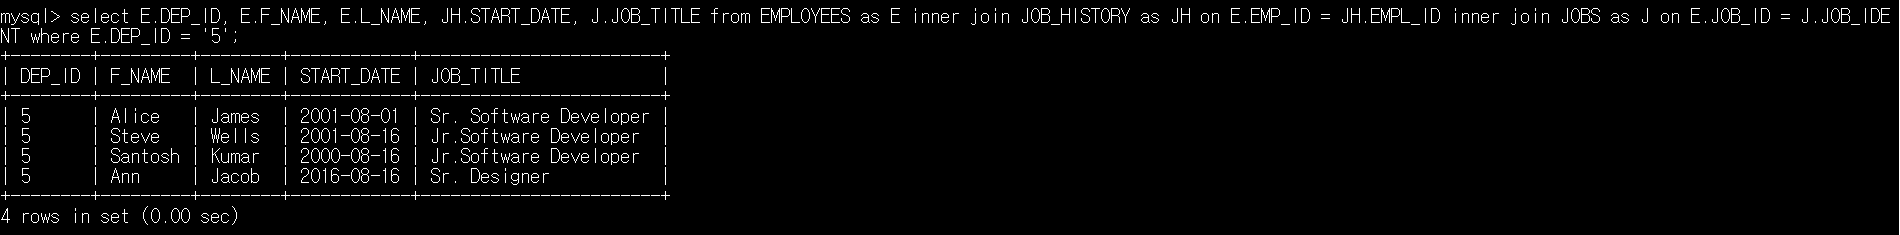 mysql> select E.DEP_ID, E.F_NAME, E.L_NAME, JH.START_DATE, J.JOB_TITLE from EMPLOYEES as E inner join JOB_HISTORY as JH on E.EMP_ID = JH.EMPL_ID inner join JOBS as J on E.JOB_ID = J.JOB_IDE
NT where E.DEP_ID = '5';
+--------+---------+--------+------------+-----------------------+
| DEP_ID | F_NAME  | L_NAME | START_DATE | JOB_TITLE              |
+--------+---------+--------+------------+-----------------------+
| 5      | Alice   | James  | 2001-08-01 | Sr. Software Developer |
| 5      | Steve   | Wells  | 2001-08-16 | Jr.Software Developer  |
| 5      | Santosh | Kumar  | 2000-08-16 | Jr.Software Developer  |
| 5      | Ann     | Jacob  | 2016-08-16 | Sr. Designer           |
+--------+---------+--------+------------+-----------------------+
4 rows in set (0.00 sec)